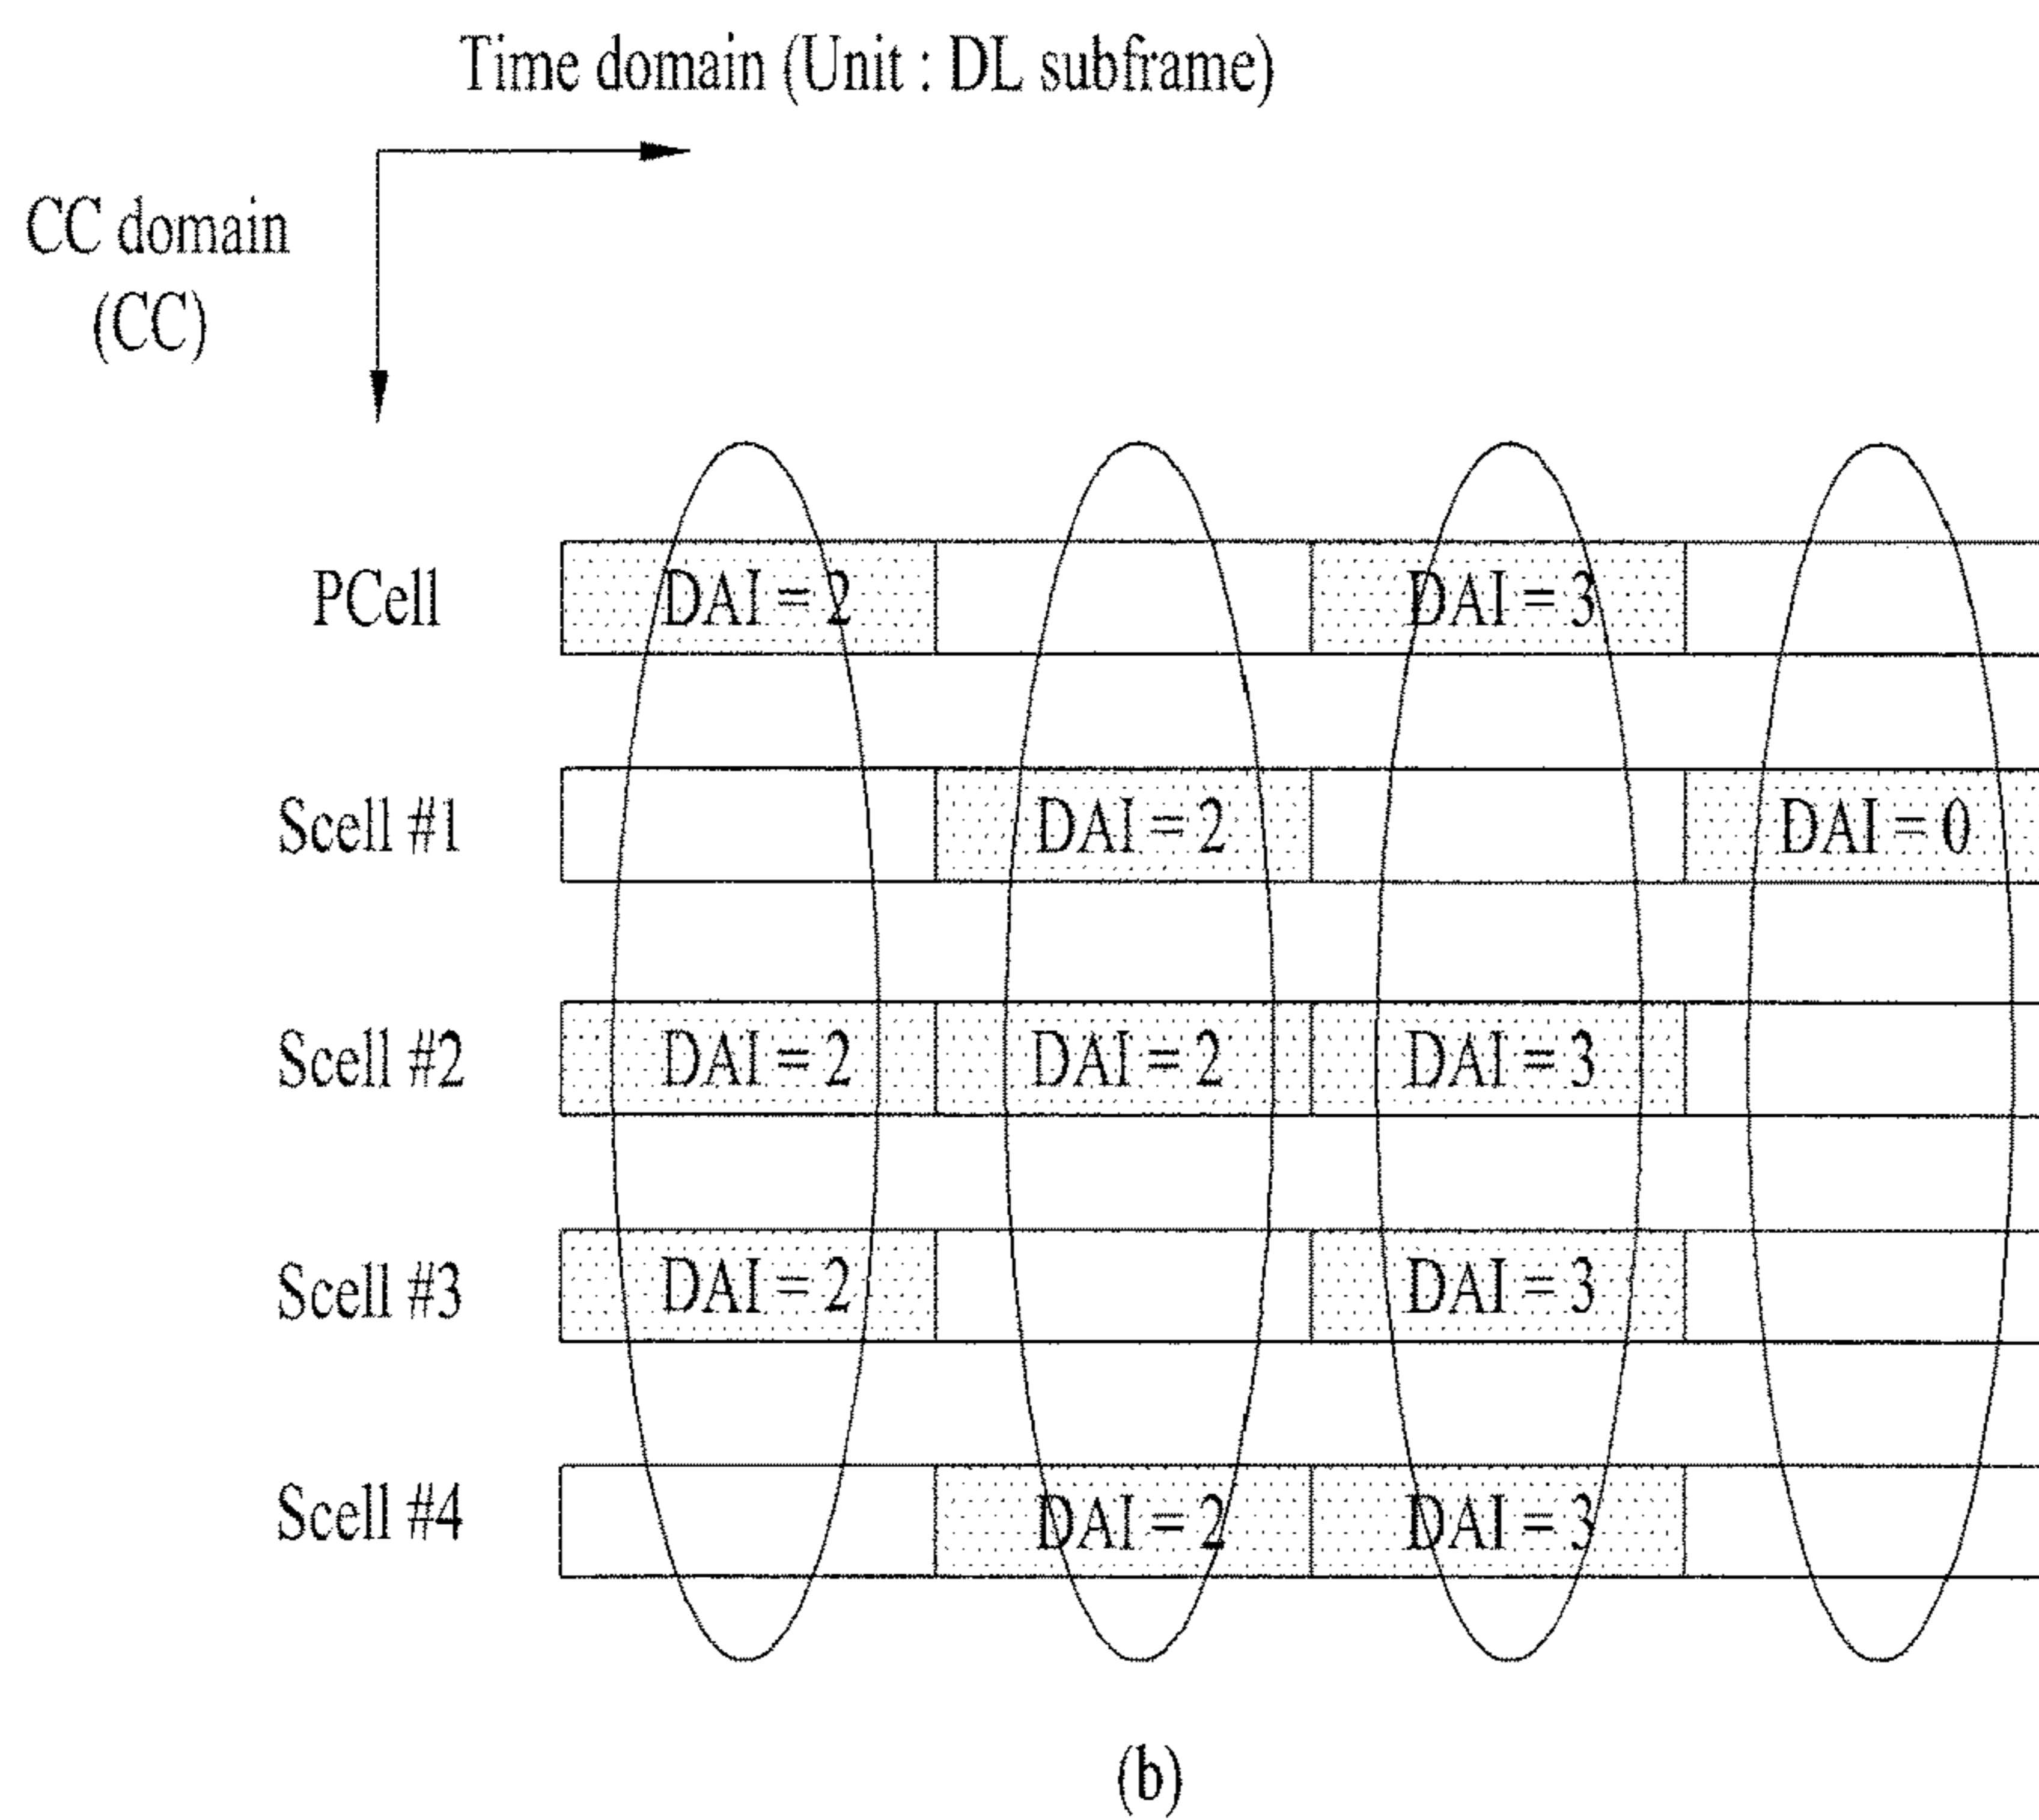 Time domain (Unit : DL subframe)
CC domain
(CC)
PCell DAI = 2 DAI = 3
Scell #1 DAI = 2 DAI = 0
Scell #2 DAI = 2 DAI = 2 DAI = 3
Scell #3 DAI = 2 DAI = 3
Scell #4 DAI = 2 DAI = 3
(b)